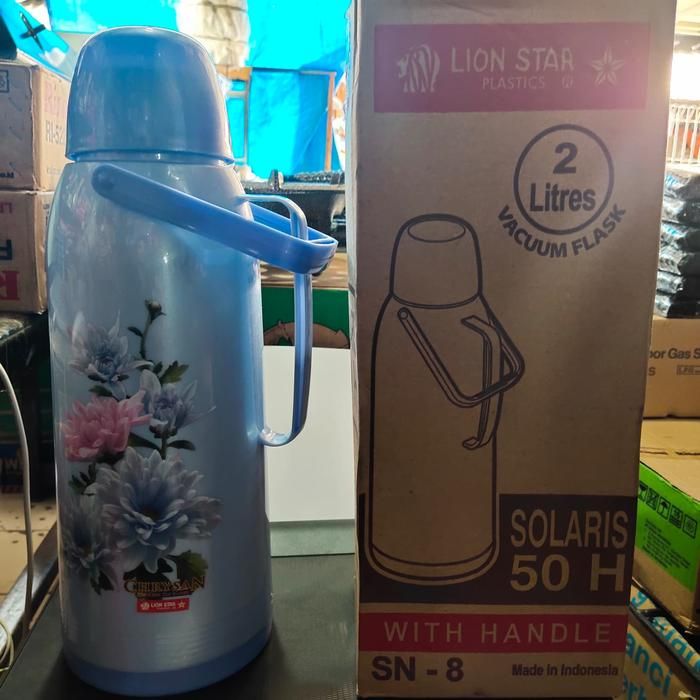 LION STAR
PLASTICS
2
Litres
VACUUM FLASK
SOLARIS
50 H
WITH HANDLE
SN - 8
Made in Indonesia
CHRYSAN
LION STAR